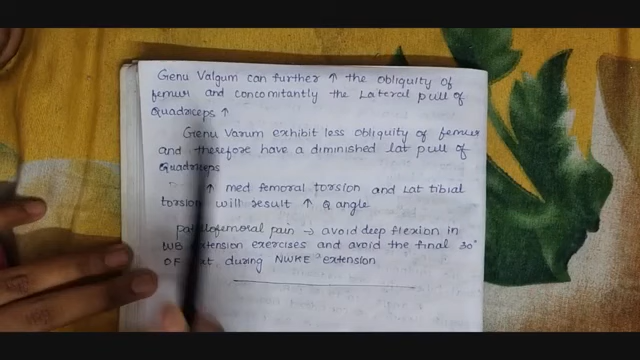 Genu Valgum can further ↑ the obliquity of
femur and concomitantly the Lateral pull of
Quadriceps ↑
Genu Varum exhibit less obliquity of femur
and therefore have a diminished lat pull of
Quadriceps
↑ med femoral torsion and Lat tibial
torsion will result ↑ Q angle
patellofemoral pain → avoid deep flexion in
WB extension exercises and avoid the final 30°
OF during NWKE extension